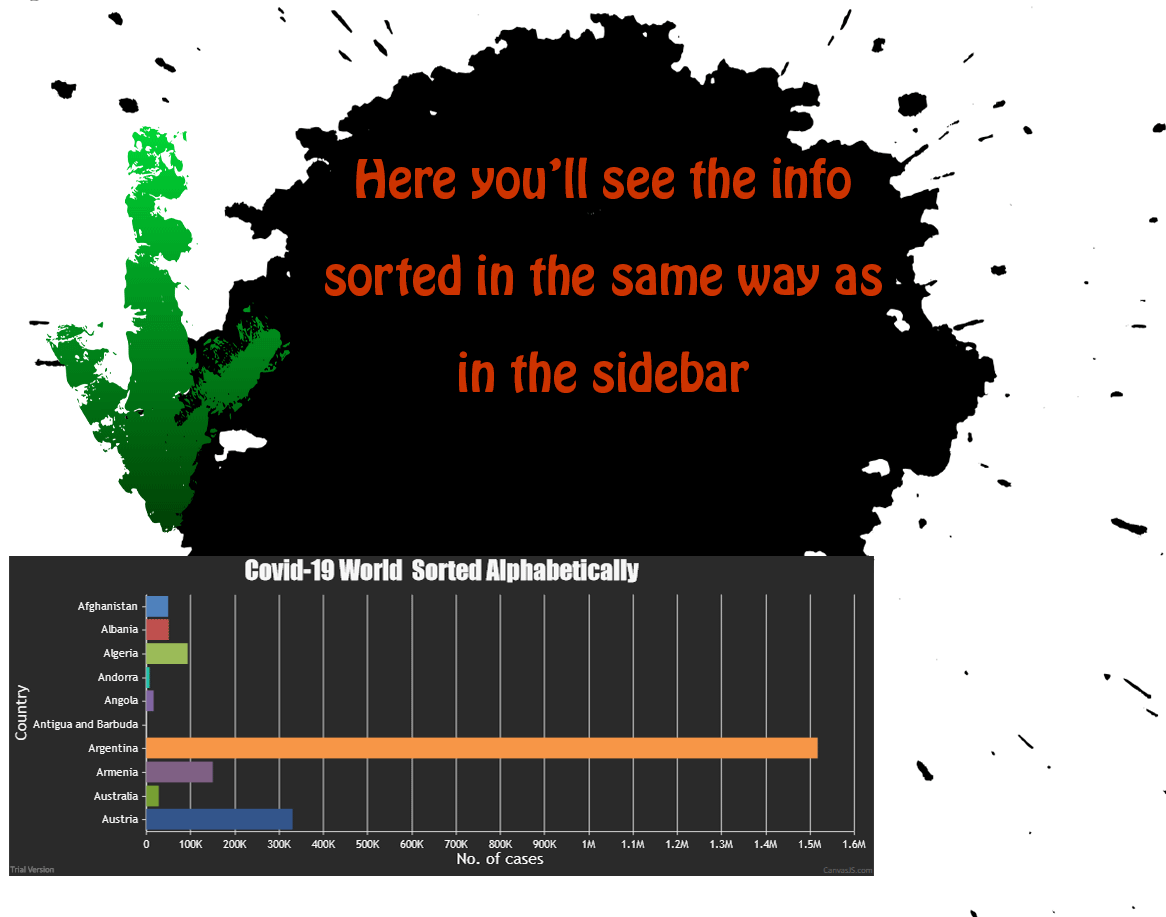 Here you'll see the info
sorted in the same way as
in the sidebar
Covid-19 World  Sorted Alphabetically
Country
Afghanistan
Albania
Algeria
Andorra
Angola
Antigua and Barbuda
Argentina
Armenia
Australia
Austria
0 100K 200K 300K 400K 500K 600K 700K 800K 900K 1M 1.1M 1.2M 1.3M 1.4M 1.5M 1.6M
No. of cases
Trial Version CanvasJS.com